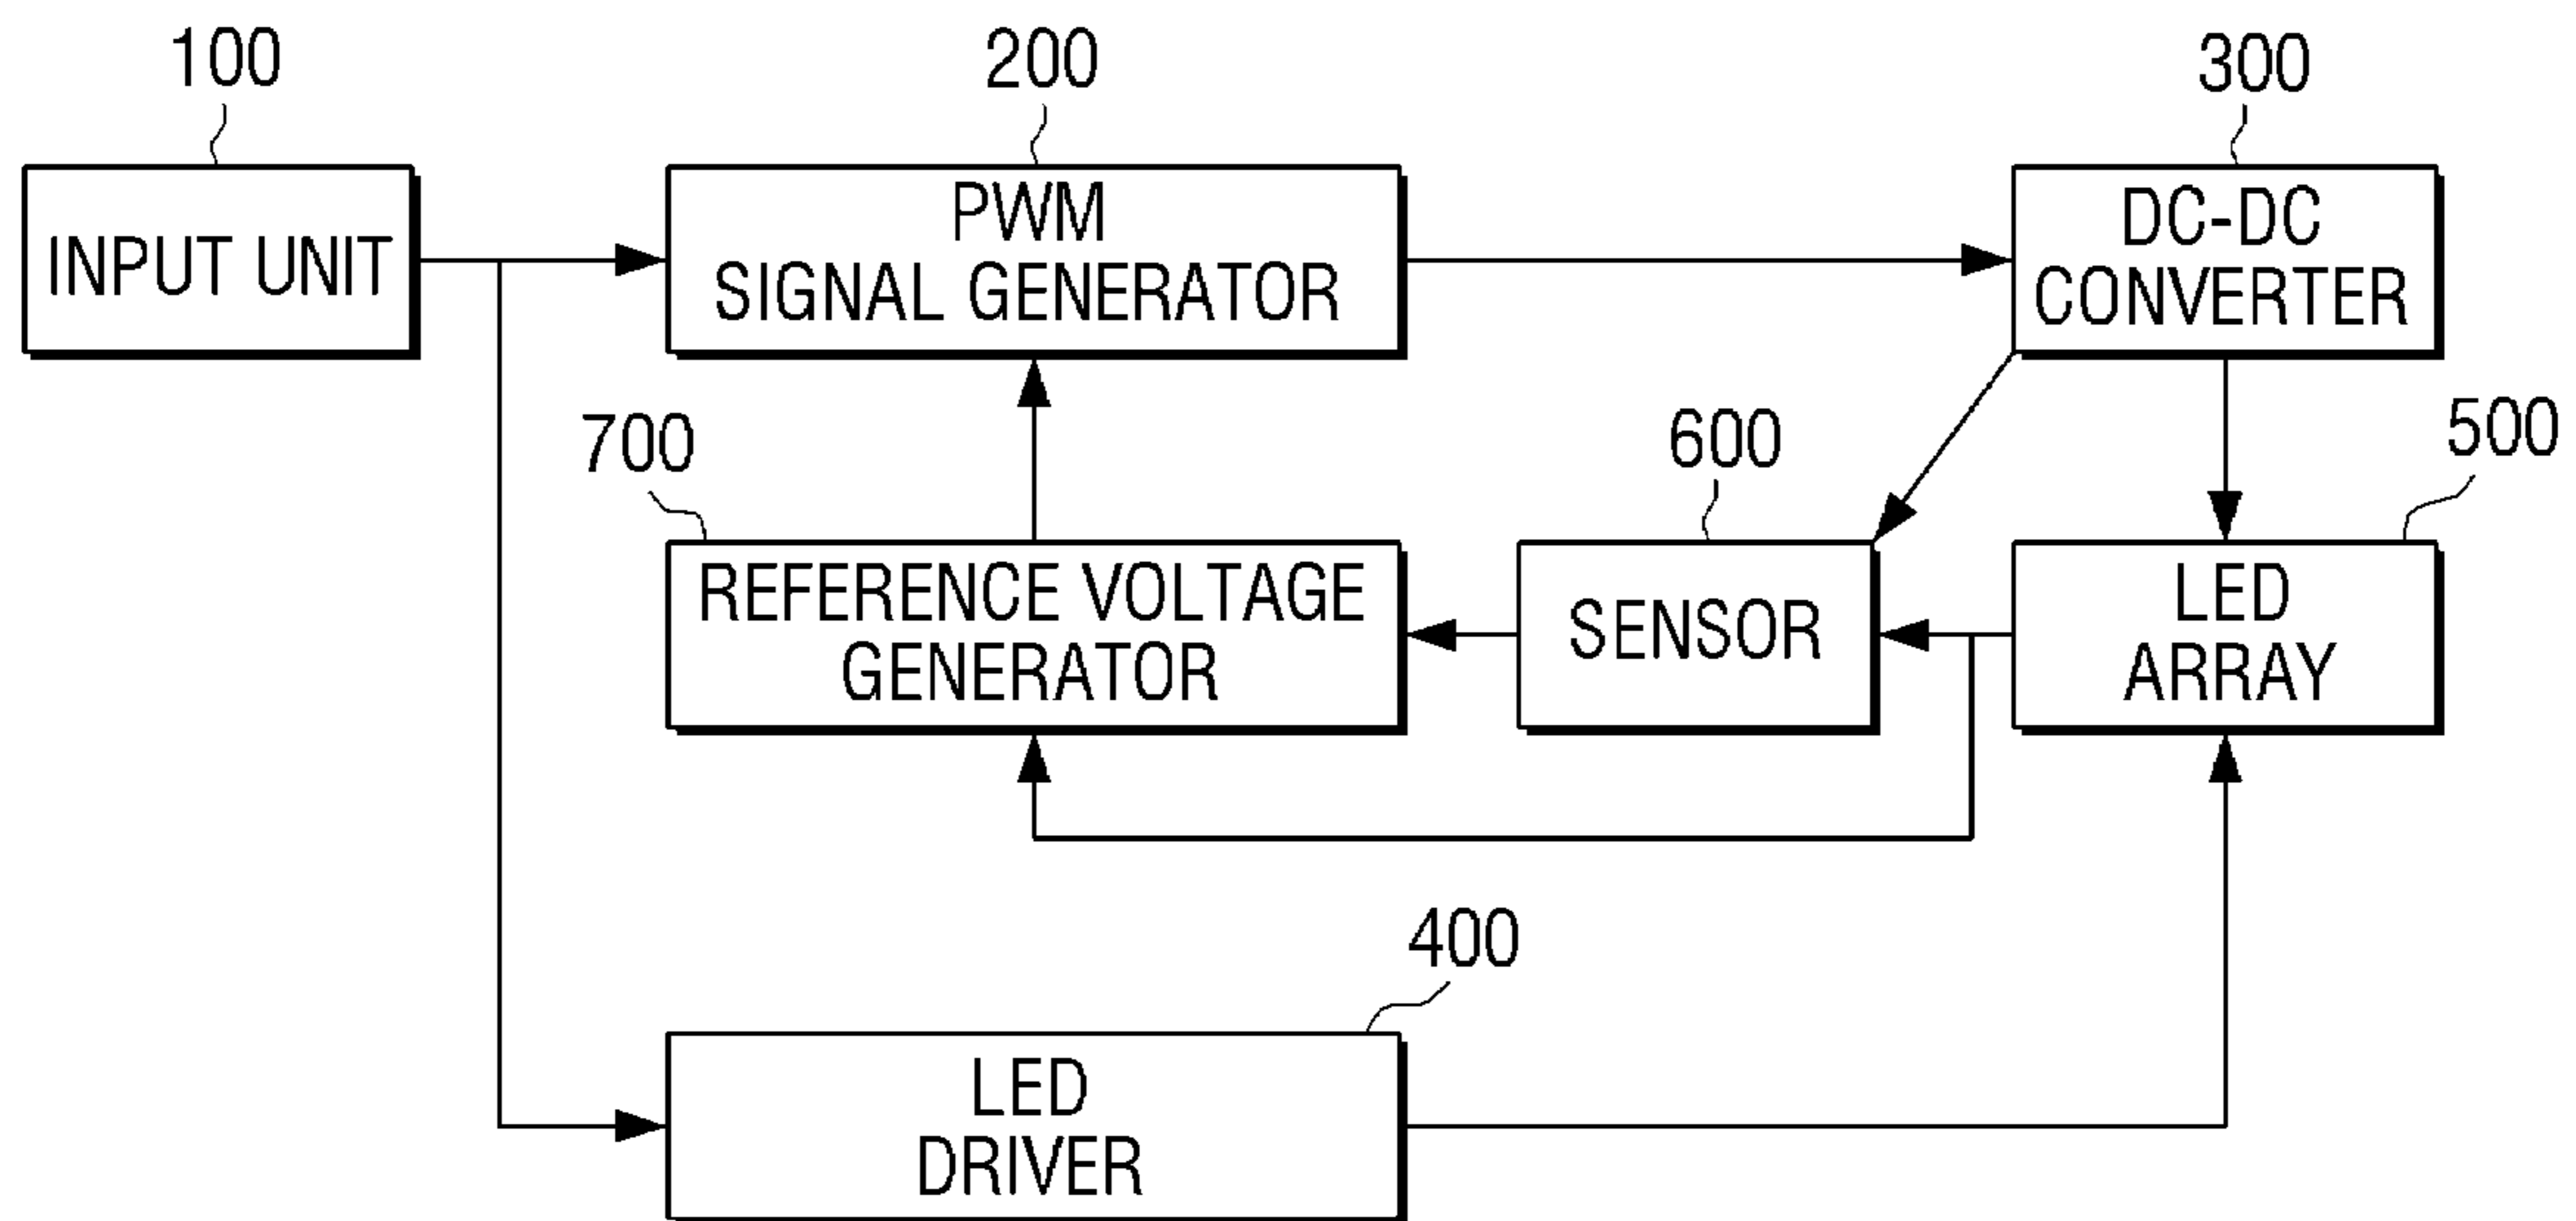 100
200
300
INPUT UNIT
PWM
SIGNAL GENERATOR
DC-DC
CONVERTER
700
600
500
REFERENCE VOLTAGE
GENERATOR
SENSOR
LED
ARRAY
400
LED
DRIVER